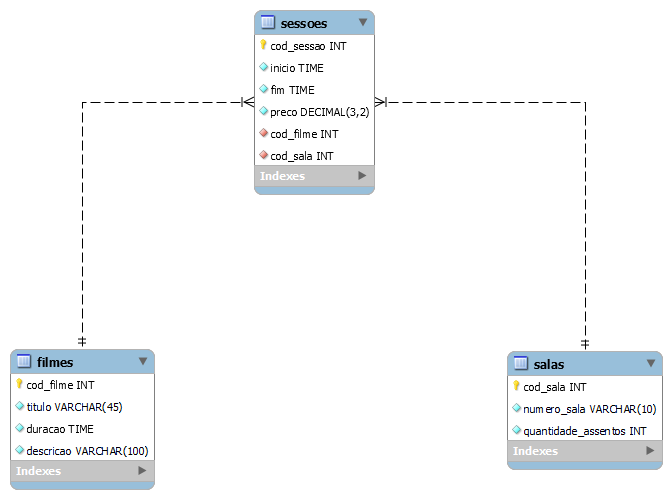 sessoes
cod_sessao INT
inicio TIME
fim TIME
preco DECIMAL(3,2)
cod_filme INT
cod_sala INT
Indexes
filmes
cod_filme INT
titulo VARCHAR(45)
duracao TIME
descricao VARCHAR(100)
Indexes
salas
cod_sala INT
numero_sala VARCHAR(10)
quantidade_assentos INT
Indexes